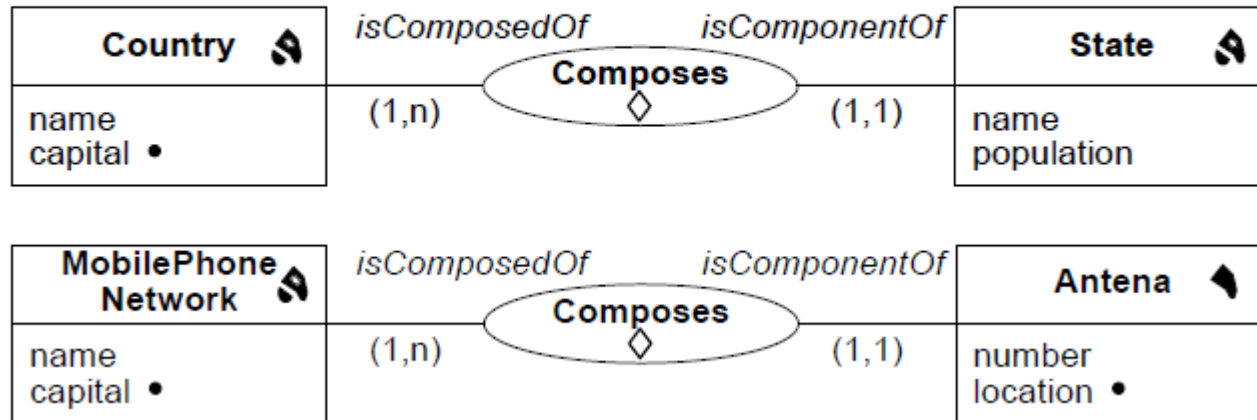 Country
name
capital •
isComposedOf
(1,n)
Composes
isComponentOf
(1,1)
State
name
population
MobilePhone
Network
name
capital •
isComposedOf
(1,n)
Composes
isComponentOf
(1,1)
Antena
number
location •